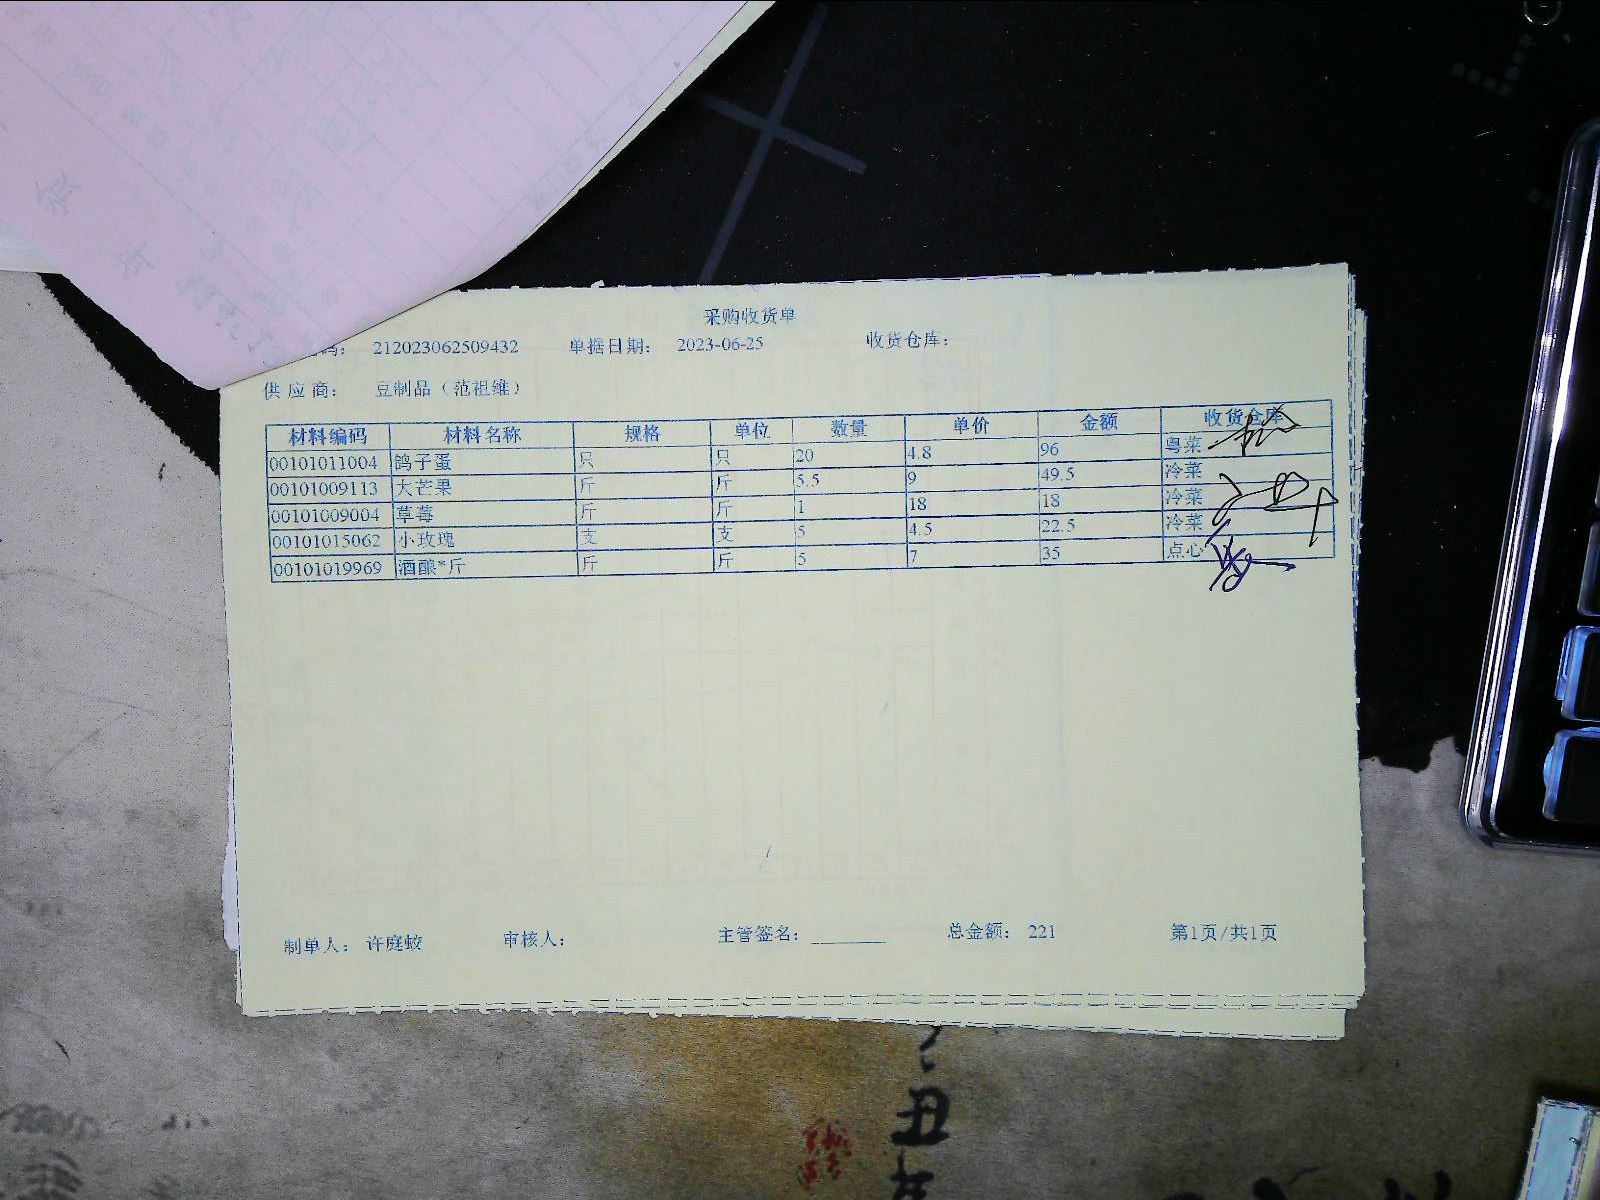 采购收货单
码： 212023062509432 单据日期： 2023-06-25 收货仓库：
供应商： 豆制品（范祖维）
材料编码 材料名称 规格 单位 数量 单价 金额 收货仓库
00101011004 鸽子蛋 只 只 20 4.8 96 粤菜
00101009113 大芒果 斤 斤 5.5 9 49.5 冷菜
00101009004 草莓 斤 斤 1 18 18 冷菜
00101015062 小玫瑰 支 支 5 4.5 22.5 冷菜
00101019969 酒酿*斤 斤 斤 5 7 35 点心
制单人： 许庭蛟 审核人： 主管签名： 总金额： 221 第1页/共1页
丑